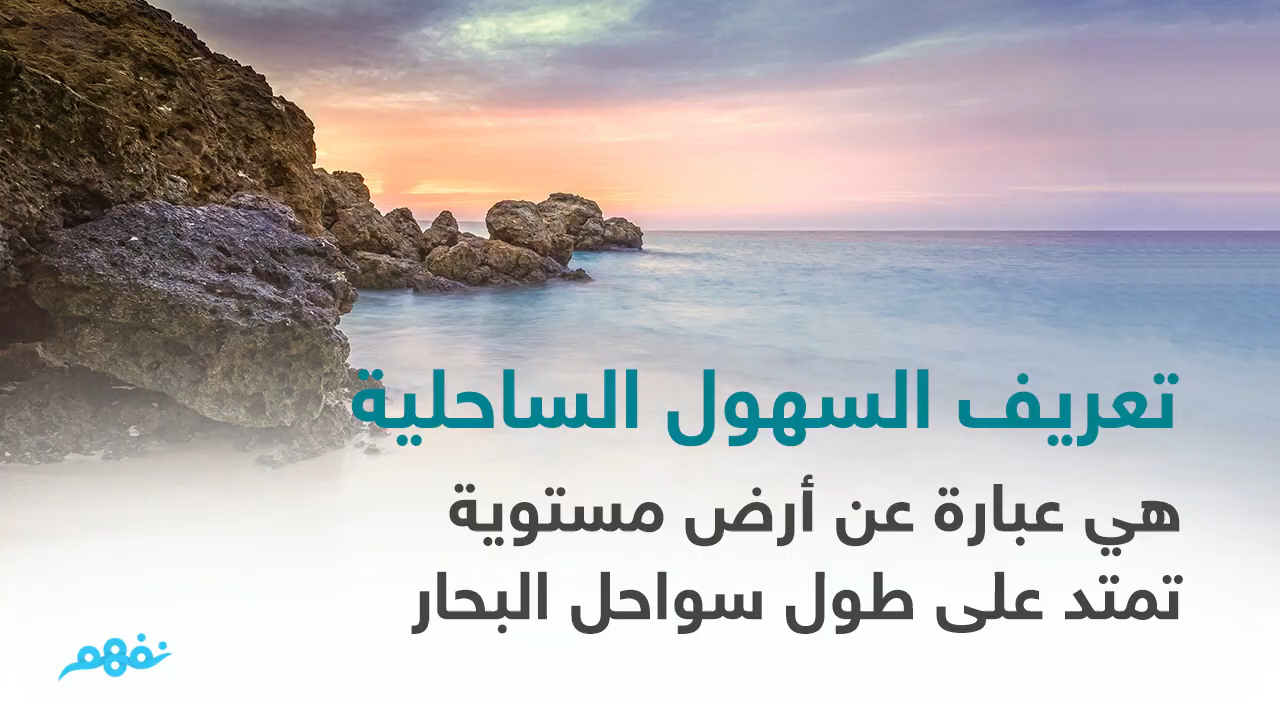 تعريف السهول الساحلية
هي عبارة عن أرض مستوية
تمتد على طول سواحل البحار
نفهم